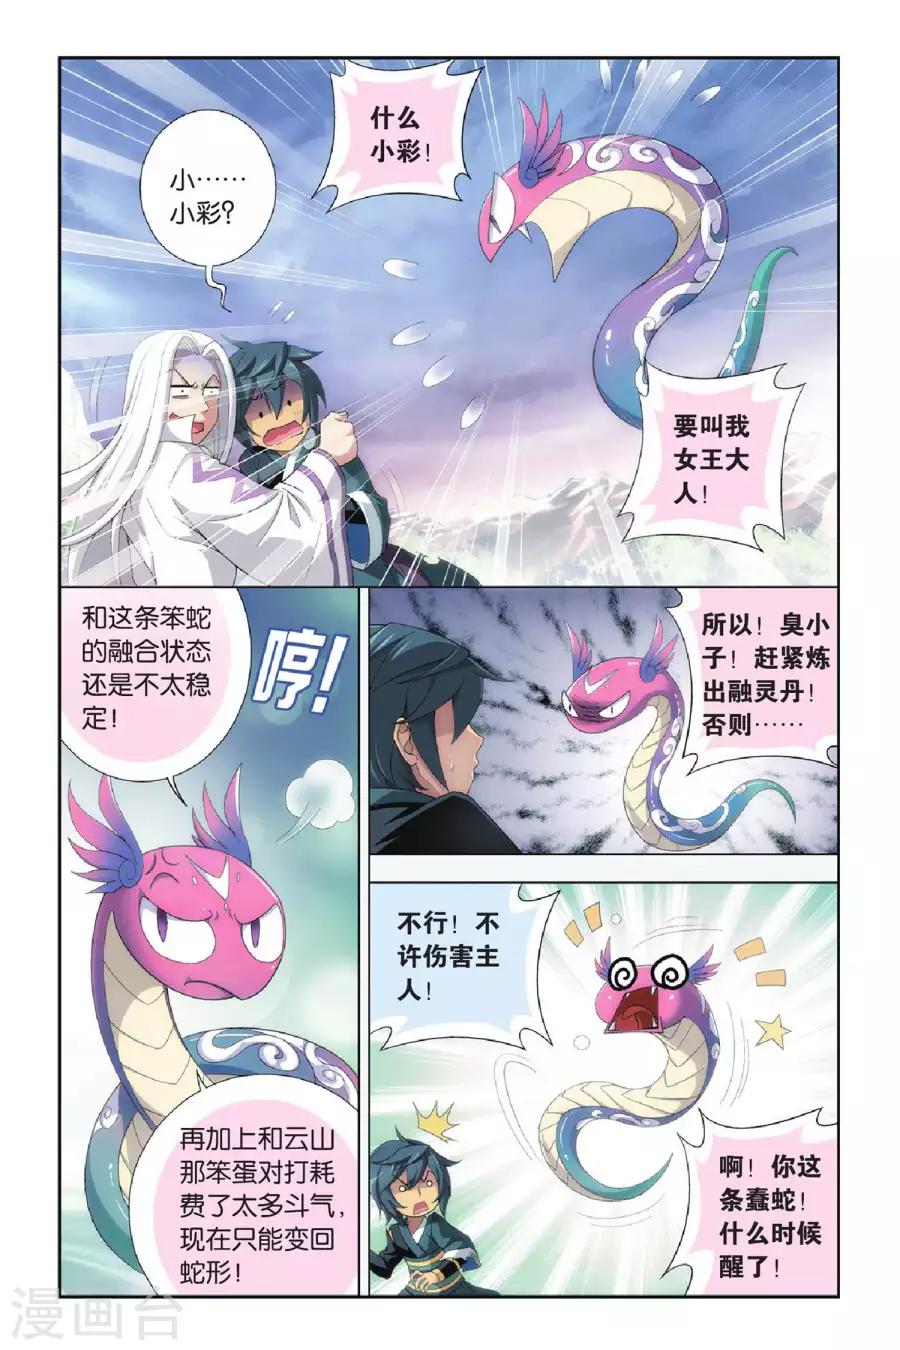 小……
小彩？
什么
小彩！
要叫我
女王大
人！
和这条笨蛇
的融合状态
还是不太稳
定！
哼！
再加上和云山
那笨蛋对打耗
费了太多斗气，
现在只能变回
蛇形！
所以！臭小
子！赶紧炼
出融灵丹！
否则……
不行！不
许伤害主
人！
啊！你这
条蠢蛇！
什么时候
醒了！
漫画台